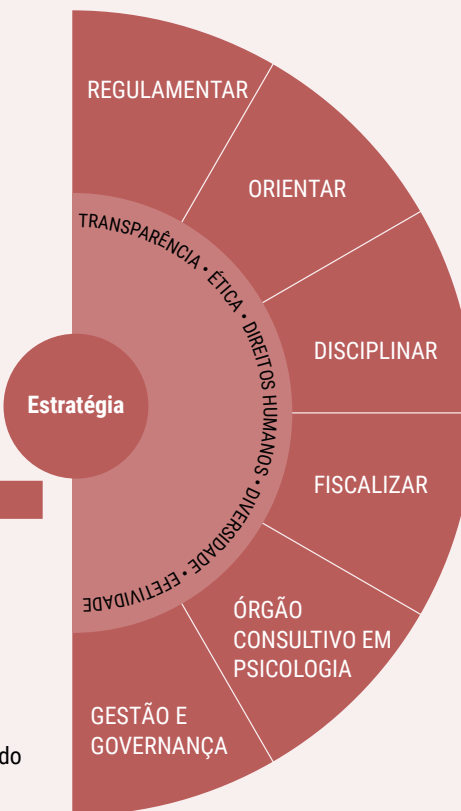 REGULAMENTAR
ORIENTAR
TRANSPARÊNCIA • ÉTICA • DIREITOS HUMANOS • DIVERSIDADE • EFETIVIDADE
DISCIPLINAR
Estratégia
FISCALIZAR
ÓRGÃO
CONSULTIVO EM
PSICOLOGIA
GESTÃO E
GOVERNANÇA
do